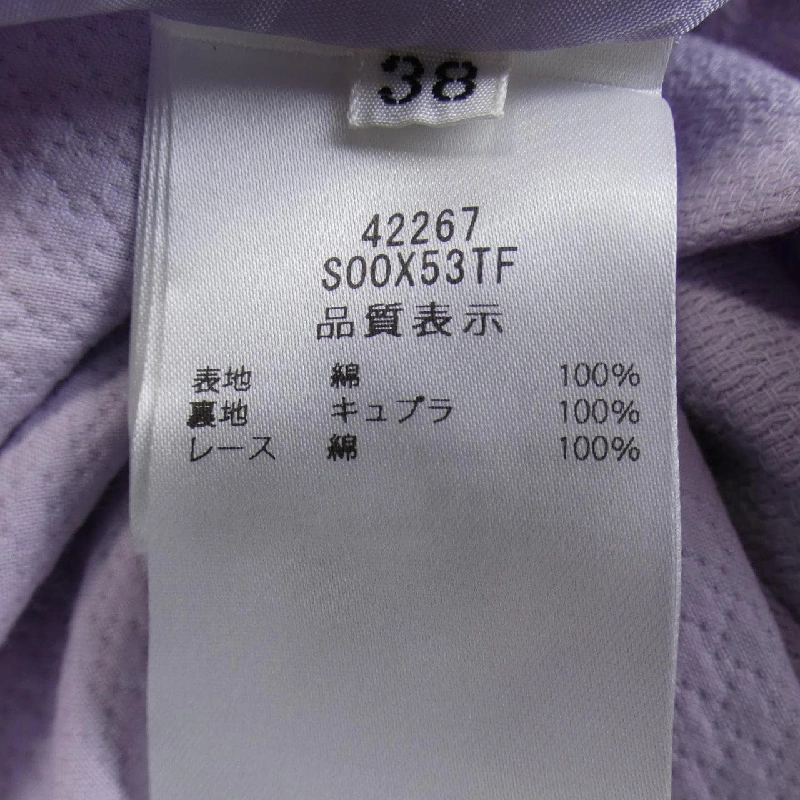 38
42267
S00X53TF
品質表示
表地 綿 100%
裏地 キュプラ 100%
レース 綿 100%